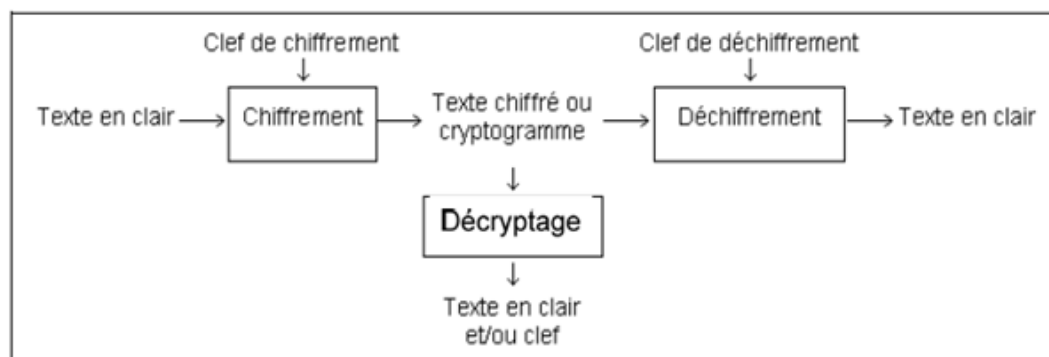 Clef de chiffrement
Clef de déchiffrement
Texte en clair
Chiffrement
Texte chiffré ou
cryptogramme
Déchiffrement
Texte en clair
Décryptage
Texte en clair
et/ou clef